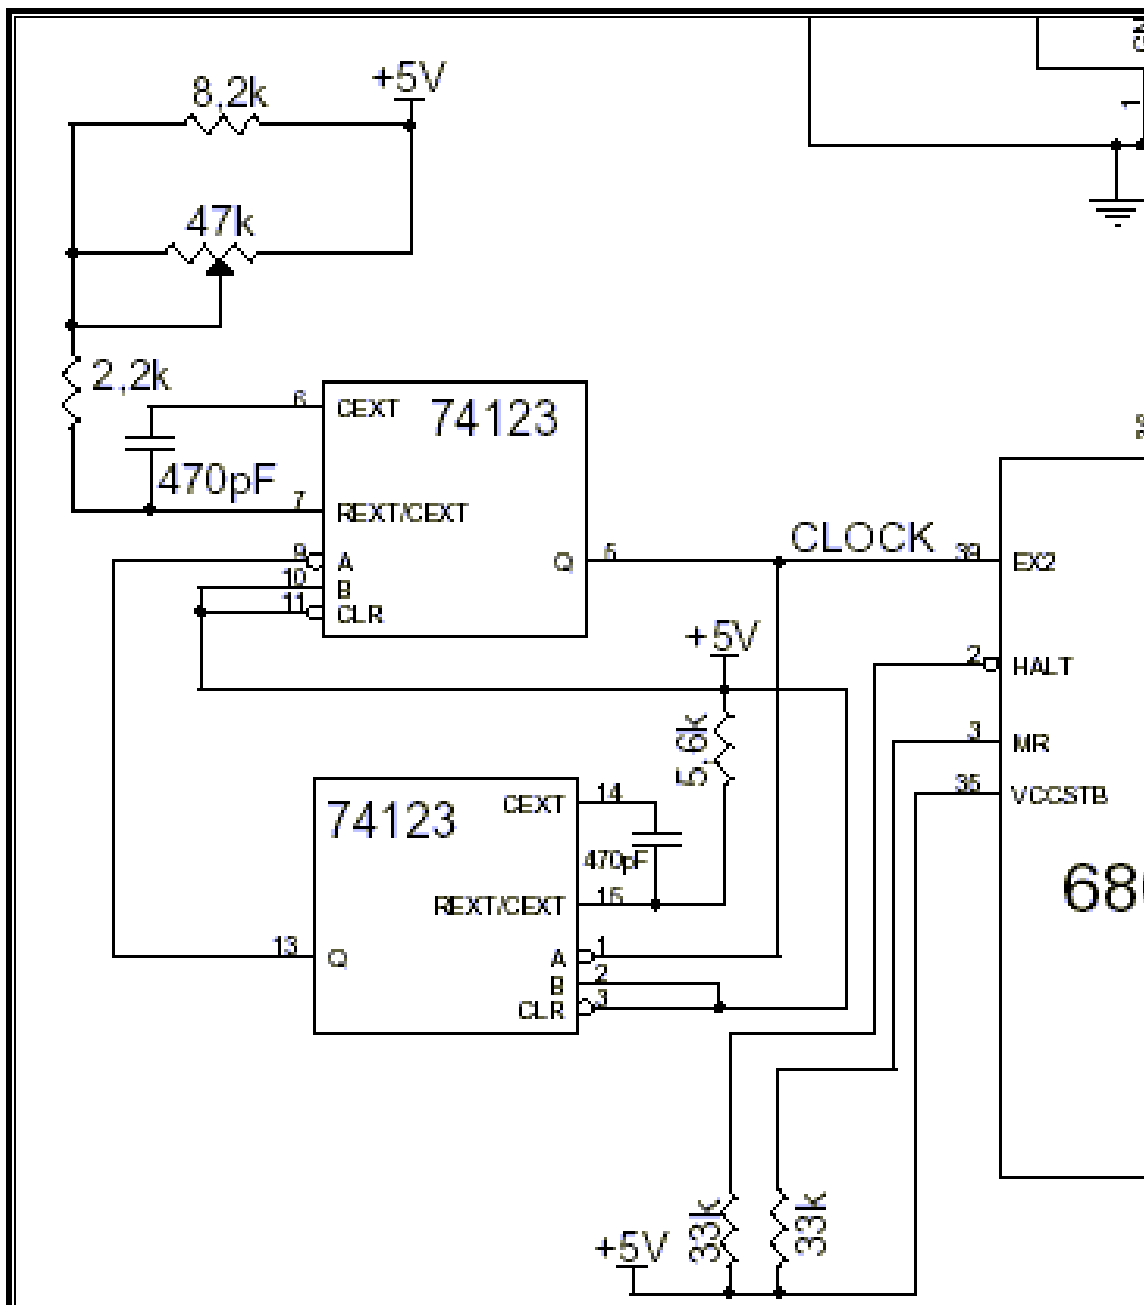 GN
1
+5V
8,2k
47k
2,2k
6
CEXT
74123
470pF
7
REXT/CEXT
9
A
10
B
11
CLR
Q
5
CLOCK
39
EX2
+5V
2
HALT
3
MR
35
VCCSTB
5,6k
74123
CEXT
14
470pF
REXT/CEXT
15
680
13
Q
A
1
B
2
CLR
3
33k
33k
+5V